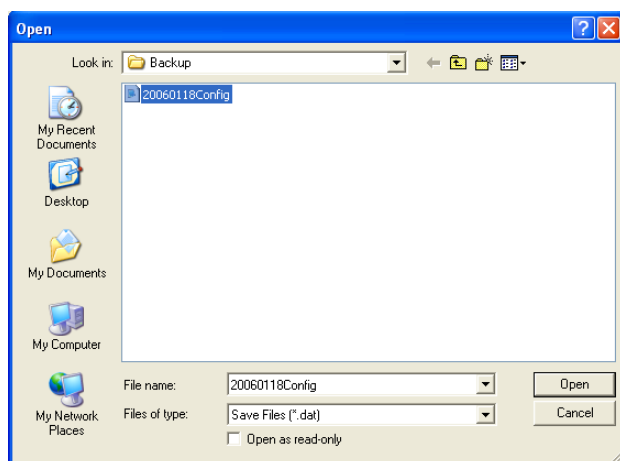 Open
Look in:
Backup
20060118Config
My Recent
Documents
Desktop
My Documents
My Computer
My Network
Places
File name:
20060118Config
Open
Files of type:
Save Files (*.dat)
Cancel
Open as read-only